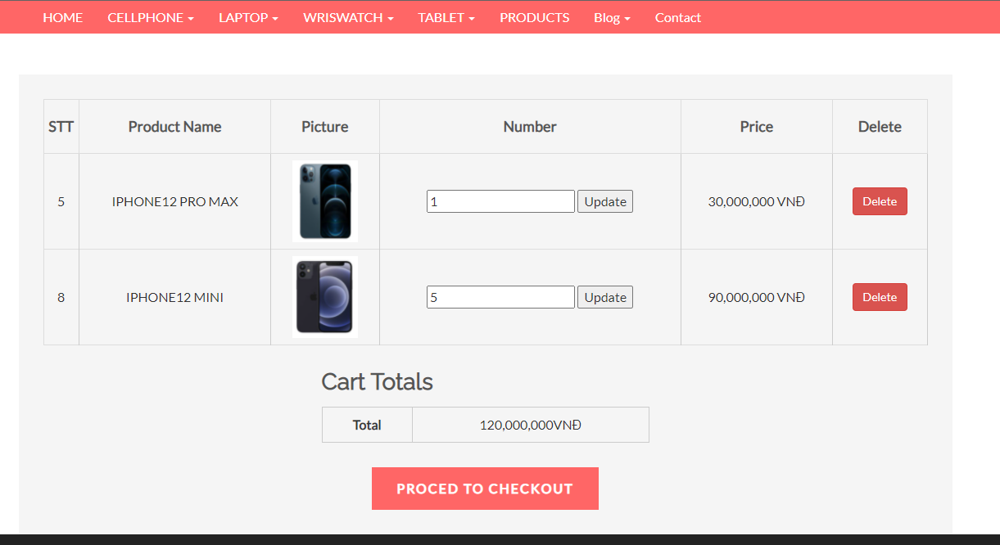 HOME CELLPHONE LAPTOP WRISWATCH TABLET PRODUCTS Blog Contact
STT Product Name Picture Number Price Delete
5 IPHONE12 PRO MAX 1 Update 30,000,000 VNĐ Delete
8 IPHONE12 MINI 5 Update 90,000,000 VNĐ Delete
Cart Totals
Total 120,000,000VNĐ
PROCED TO CHECKOUT